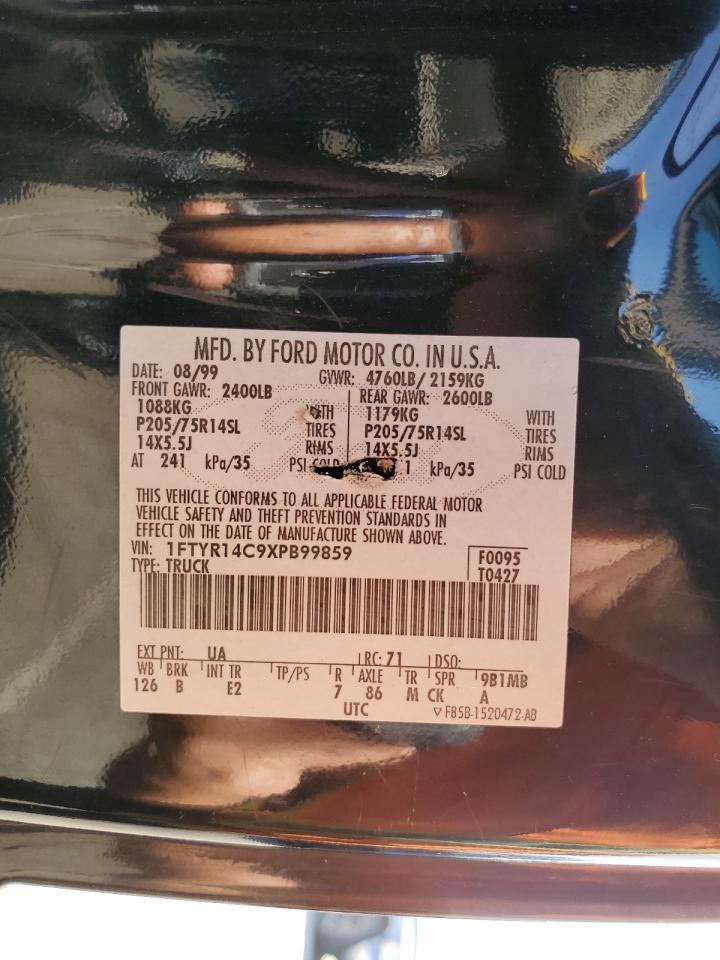 MFD. BY FORD MOTOR CO. IN U.S.A.
DATE: 08/99 GVWR: 4760LB/2159KG
FRONT GAWR: 2400LB REAR GAWR: 2600LB
1088KG WITH 1179KG WITH
P205/75R14SL TIRES P205/75R14SL TIRES
14X5.5J RIMS 14X5.5J RIMS
AT 241 kPa/35 PSI COLD 1 kPa/35 PSI COLD
THIS VEHICLE CONFORMS TO ALL APPLICABLE FEDERAL MOTOR
VEHICLE SAFETY AND THEFT PREVENTION STANDARDS IN
EFFECT ON THE DATE OF MANUFACTURE SHOWN ABOVE.
VIN: 1FTYR14C9XPB99859 F0095
TYPE: TRUCK T0427
EXT PNT: UA RC: 71 DSO:
WB BRK INT TR TP/PS R AXLE TR SPR 9B1MB
126 B E2 7 86 M CK A
UTC ▽ F85B-1520472-AB